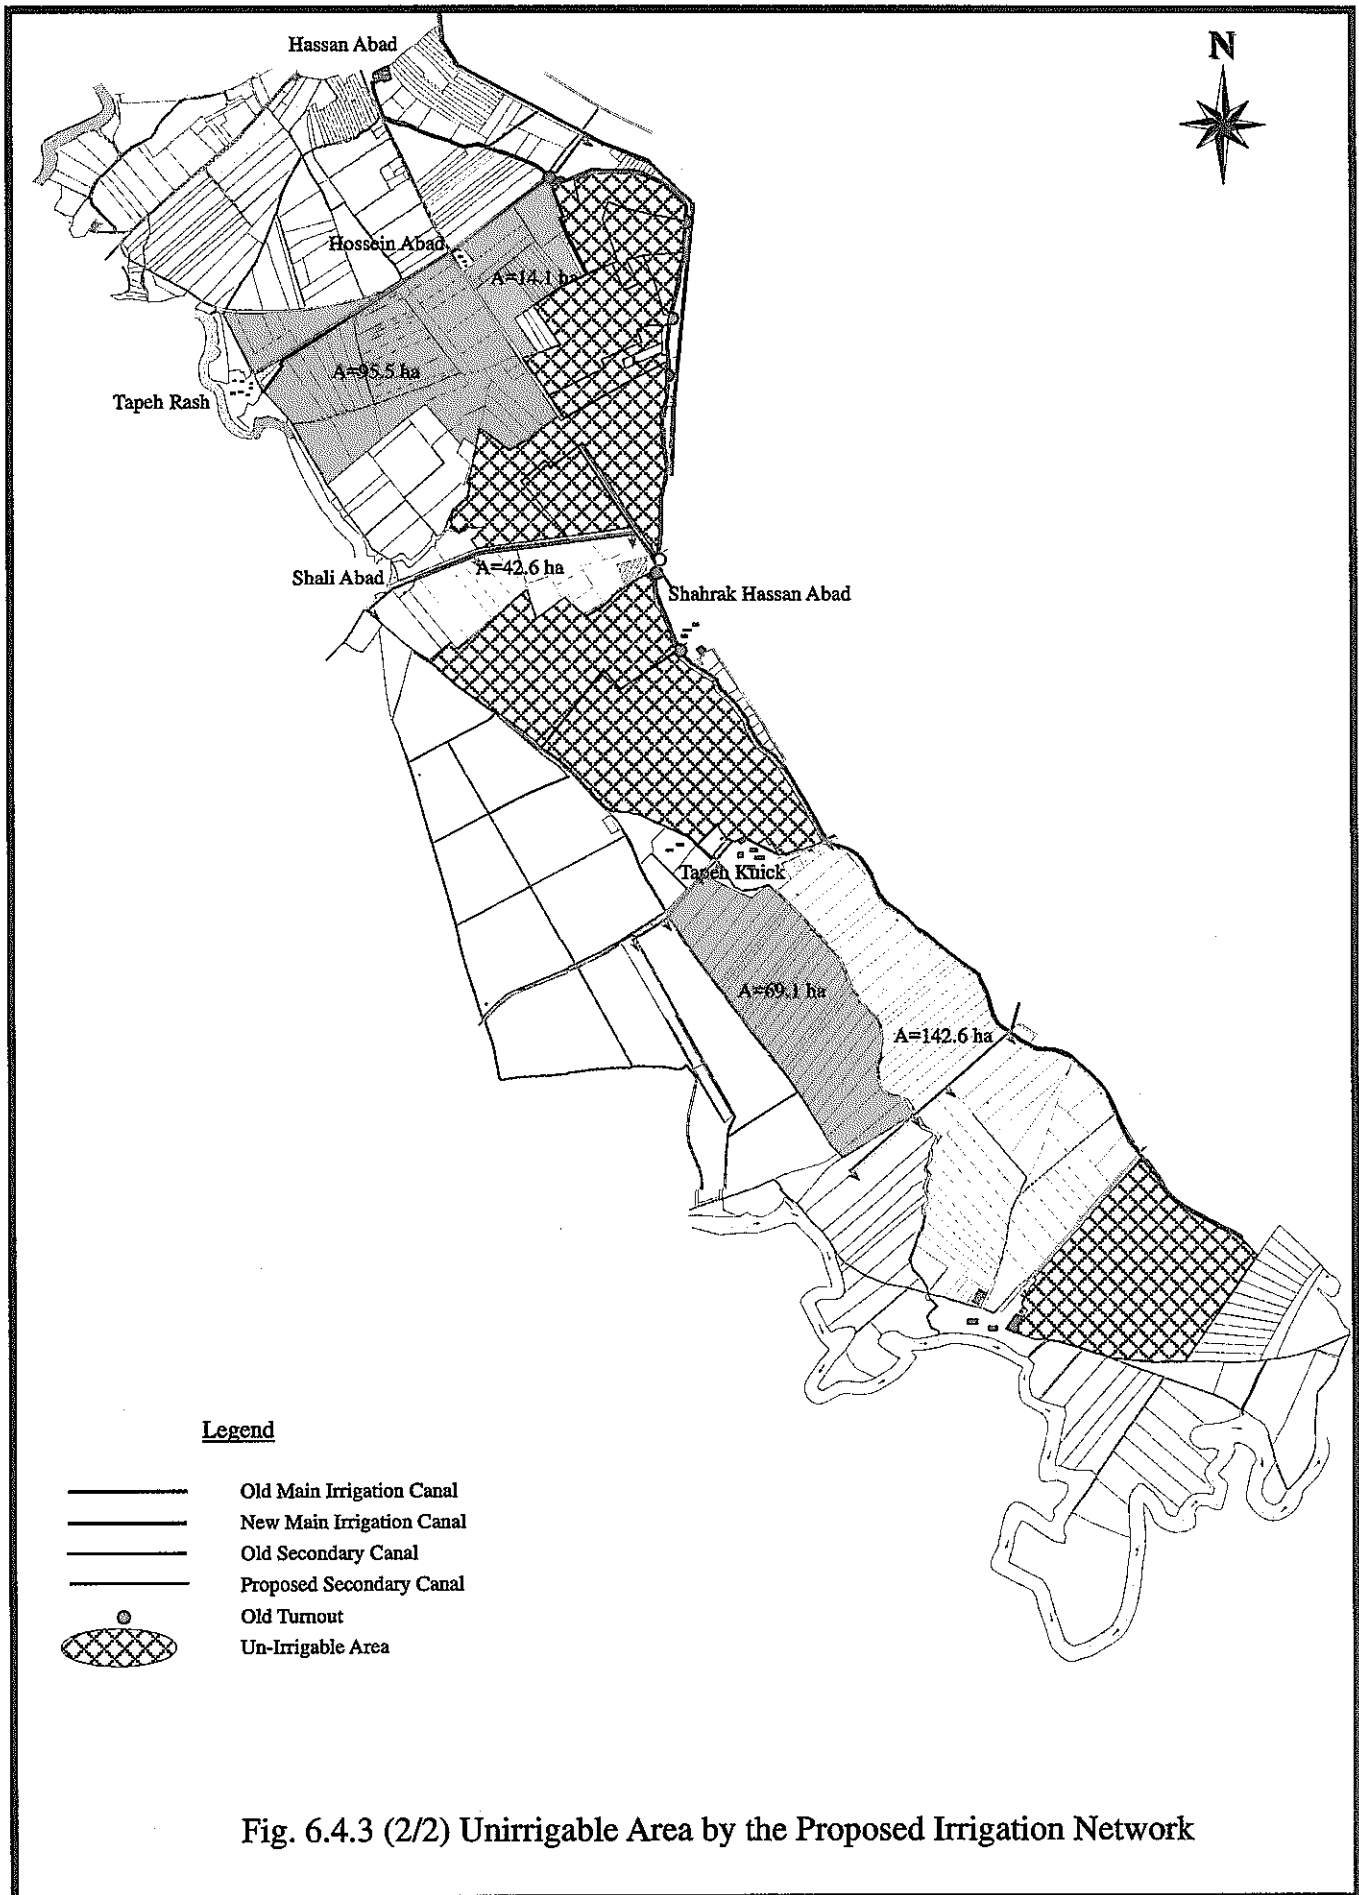 Hassan Abad
N
Hossein Abad
A=14.1 ha
A=95.5 ha
Tapeh Rash
Shali Abad
A=42.6 ha
Shahrak Hassan Abad
Tapeh Kuick
A=69.1 ha
A=142.6 ha
Legend
Old Main Irrigation Canal
New Main Irrigation Canal
Old Secondary Canal
Proposed Secondary Canal
Old Turnout
Un-Irrigable Area
Fig. 6.4.3 (2/2) Unirrigable Area by the Proposed Irrigation Network